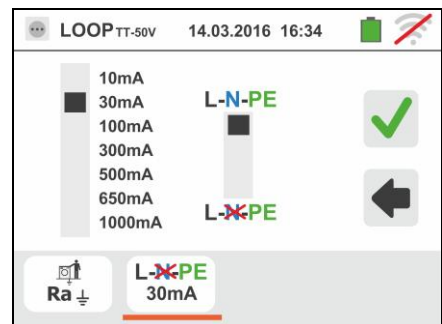 LOOP TT-50V 14.03.2016 16:34
10mA
30mA
100mA
300mA
500mA
650mA
1000mA
L-N-PE
L-N-PE
Ra
L-N-PE
30mA